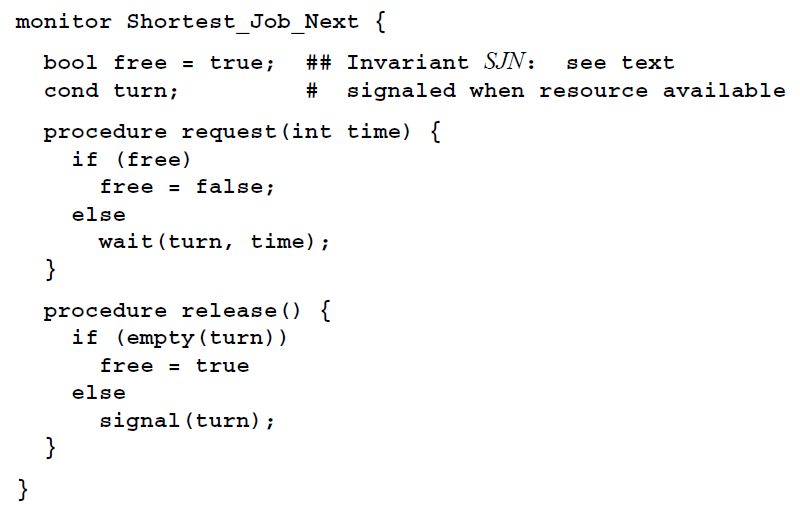 monitor Shortest_Job_Next {
bool free = true;  ## Invariant SJN:  see text
cond turn;         #  signaled when resource available
procedure request(int time) {
if (free)
free = false;
else
wait(turn, time);
}
procedure release() {
if (empty(turn))
free = true
else
signal(turn);
}
}